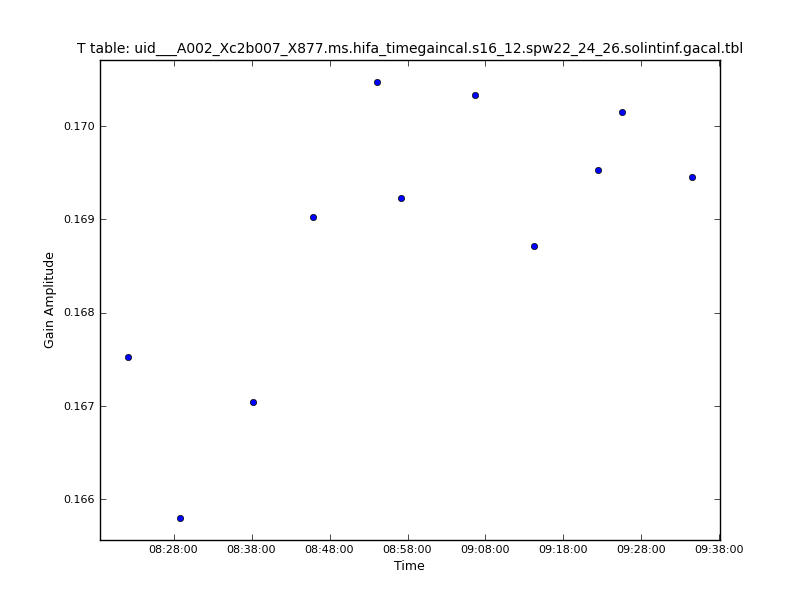 T table: uid___A002_Xc2b007_X877.ms.hifa_timegaincal.s16_12.spw22_24_26.solintinf.gacal.tbl
0.170
0.169
0.168
0.167
0.166
Gain Amplitude
08:28:00 08:38:00 08:48:00 08:58:00 09:08:00 09:18:00 09:28:00 09:38:00
Time